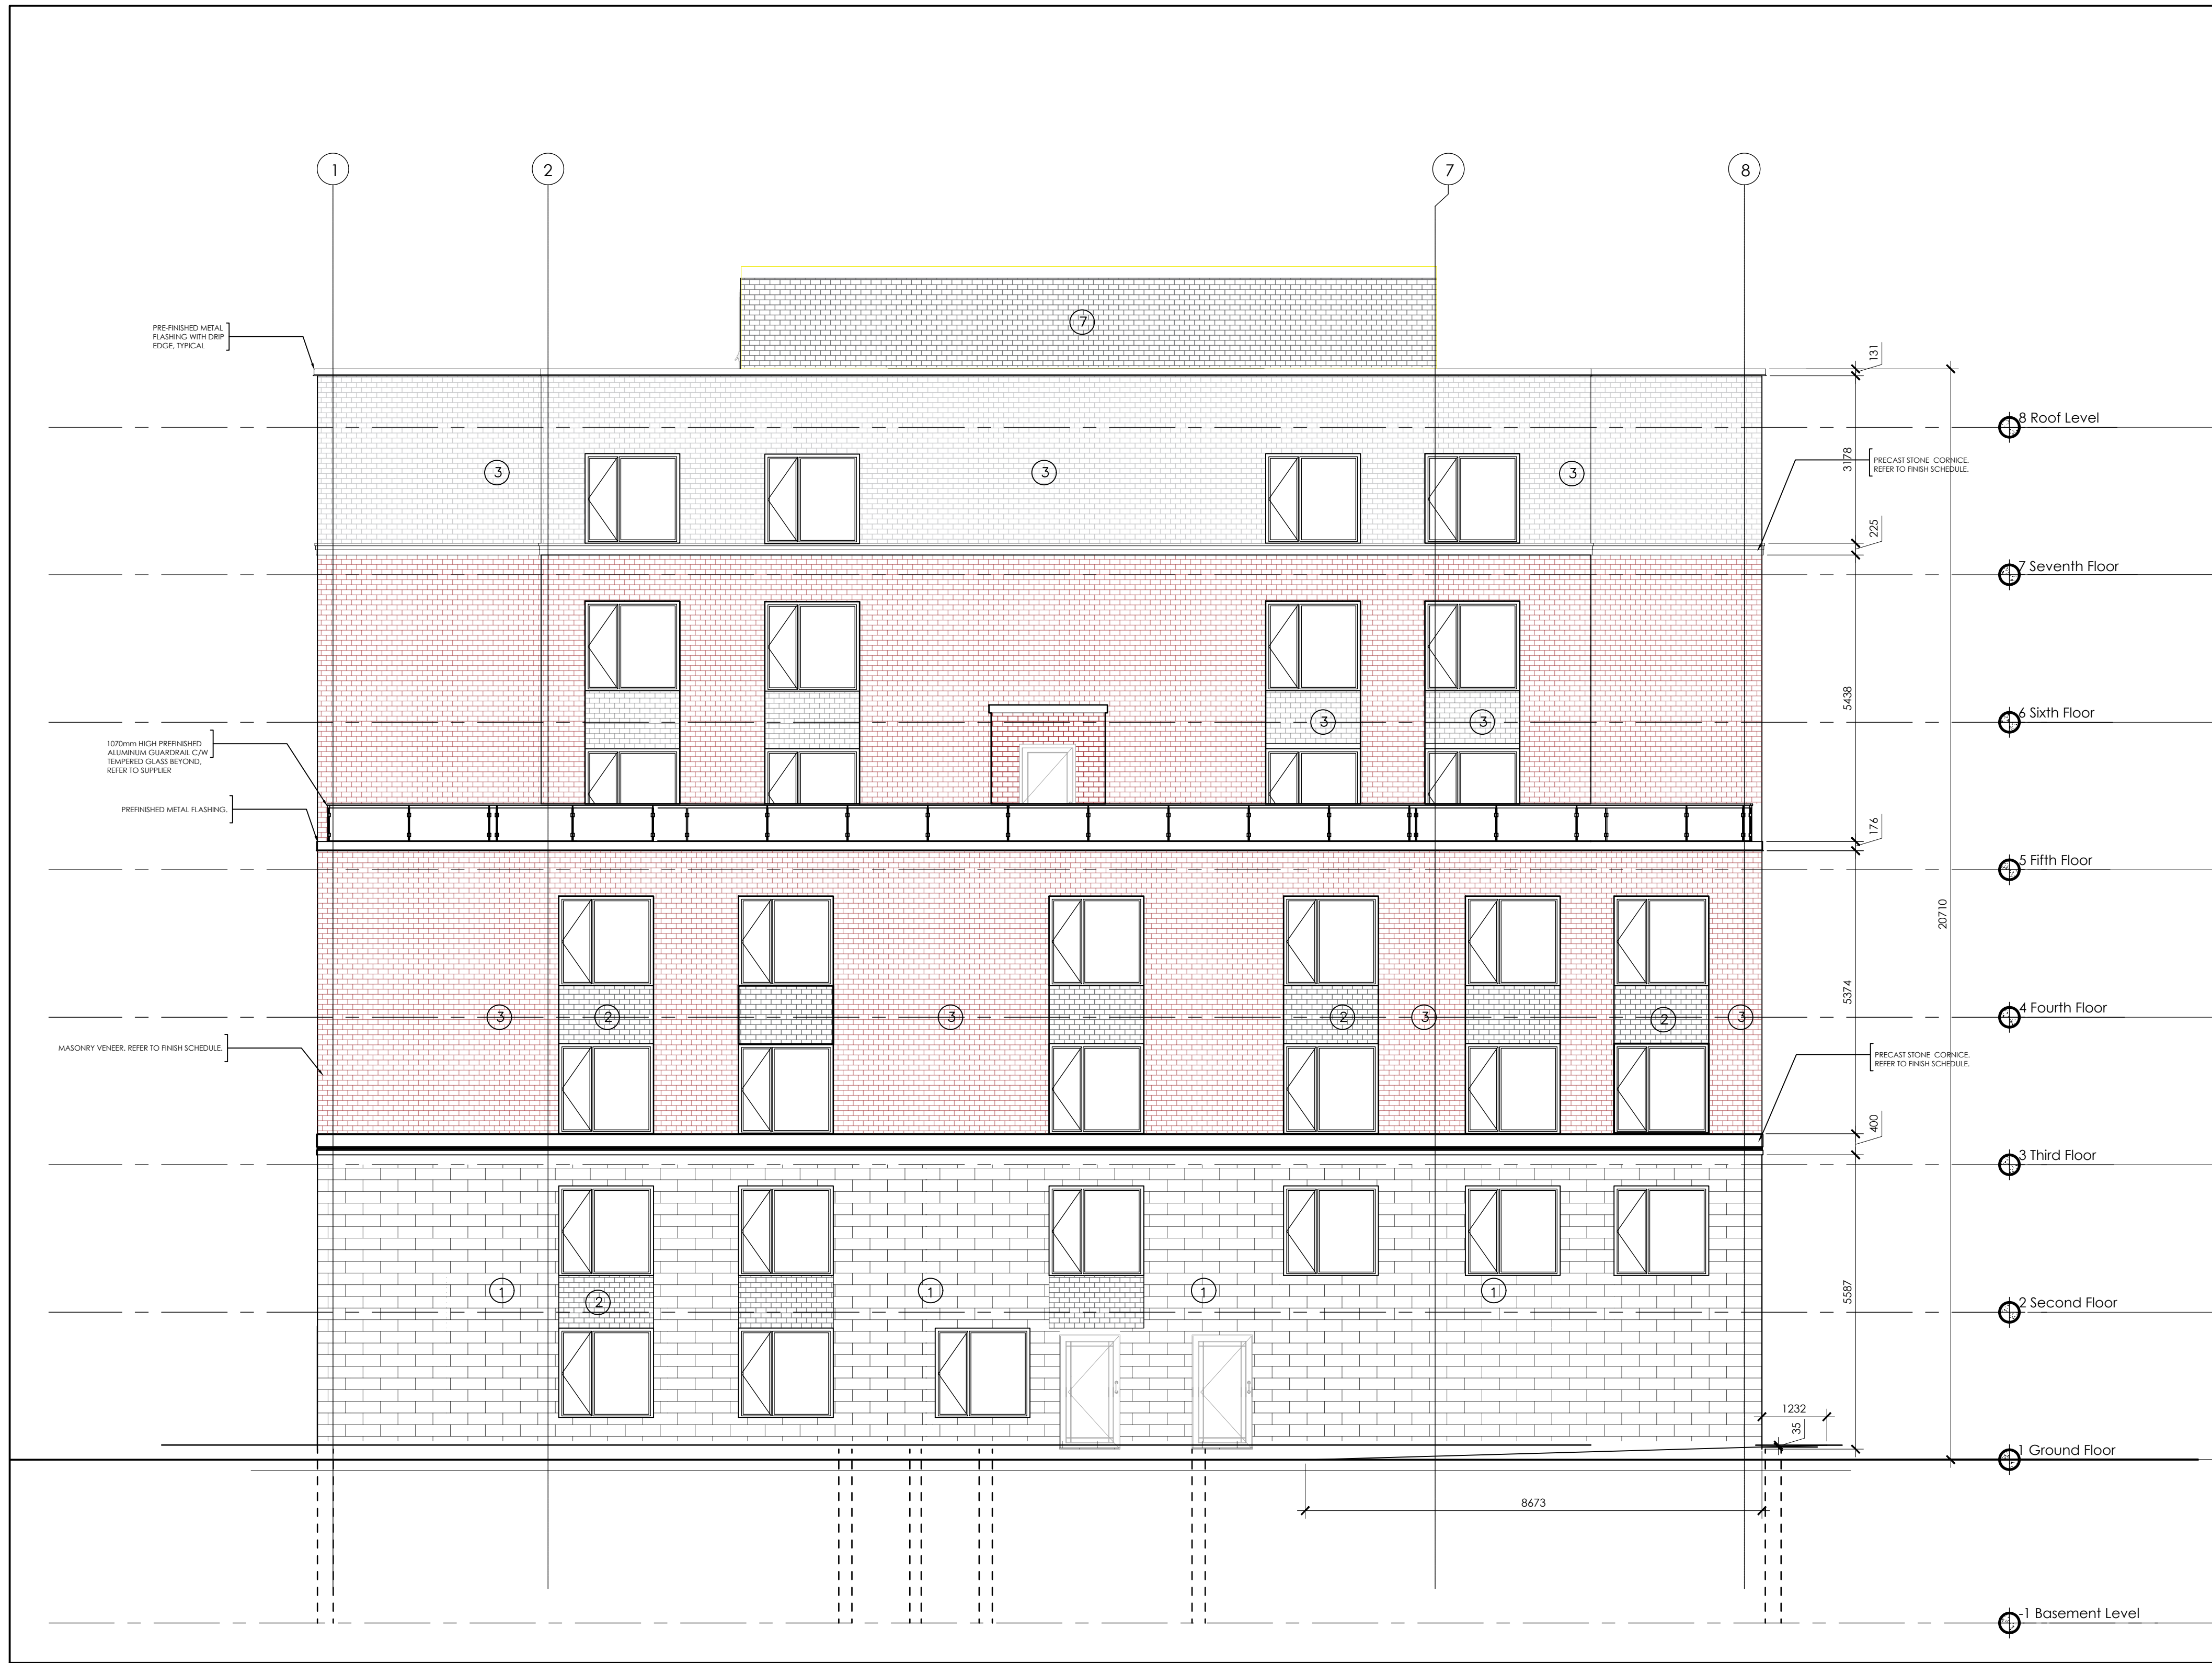 1
2
7
8
7
PRE-FINISHED METAL
FLASHING WITH DRIP
EDGE, TYPICAL
131
8 Roof Level
3178
PRECAST STONE CORNICE.
REFER TO FINISH SCHEDULE.
3
3
3
225
7 Seventh Floor
5438
6 Sixth Floor
3
3
1070mm HIGH PREFINISHED
ALUMINUM GUARDRAIL C/W
TEMPERED GLASS BEYOND,
REFER TO SUPPLIER
PREFINISHED METAL FLASHING.
176
5 Fifth Floor
20710
5374
4 Fourth Floor
3
2
3
2
3
2
3
MASONRY VENEER. REFER TO FINISH SCHEDULE.
PRECAST STONE CORNICE.
REFER TO FINISH SCHEDULE.
400
3 Third Floor
5587
1
2
1
1
1
2 Second Floor
1232
35
1 Ground Floor
8673
-1 Basement Level